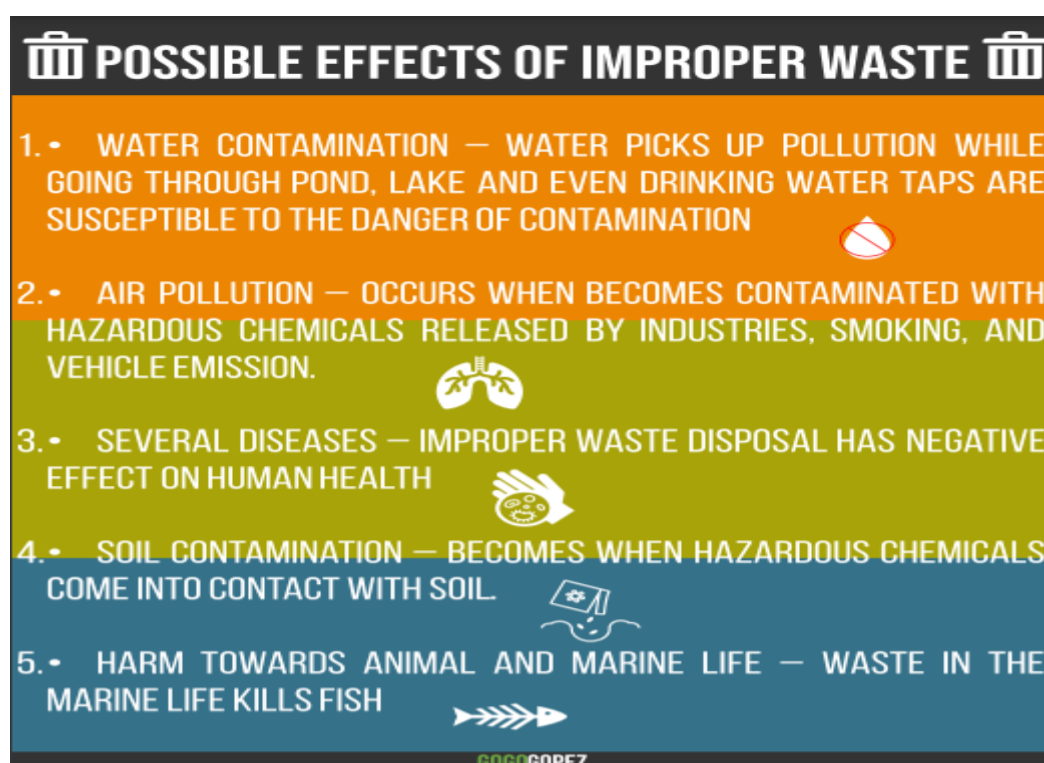 POSSIBLE EFFECTS OF IMPROPER WASTE
1. • WATER CONTAMINATION – WATER PICKS UP POLLUTION WHILE
GOING THROUGH POND, LAKE AND EVEN DRINKING WATER TAPS ARE
SUSCEPTIBLE TO THE DANGER OF CONTAMINATION
2. • AIR POLLUTION – OCCURS WHEN BECOMES CONTAMINATED WITH
HAZARDOUS CHEMICALS RELEASED BY INDUSTRIES, SMOKING, AND
VEHICLE EMISSION.
3. • SEVERAL DISEASES – IMPROPER WASTE DISPOSAL HAS NEGATIVE
EFFECT ON HUMAN HEALTH
4. • SOIL CONTAMINATION – BECOMES WHEN HAZARDOUS CHEMICALS
COME INTO CONTACT WITH SOIL.
5. • HARM TOWARDS ANIMAL AND MARINE LIFE – WASTE IN THE
MARINE LIFE KILLS FISH